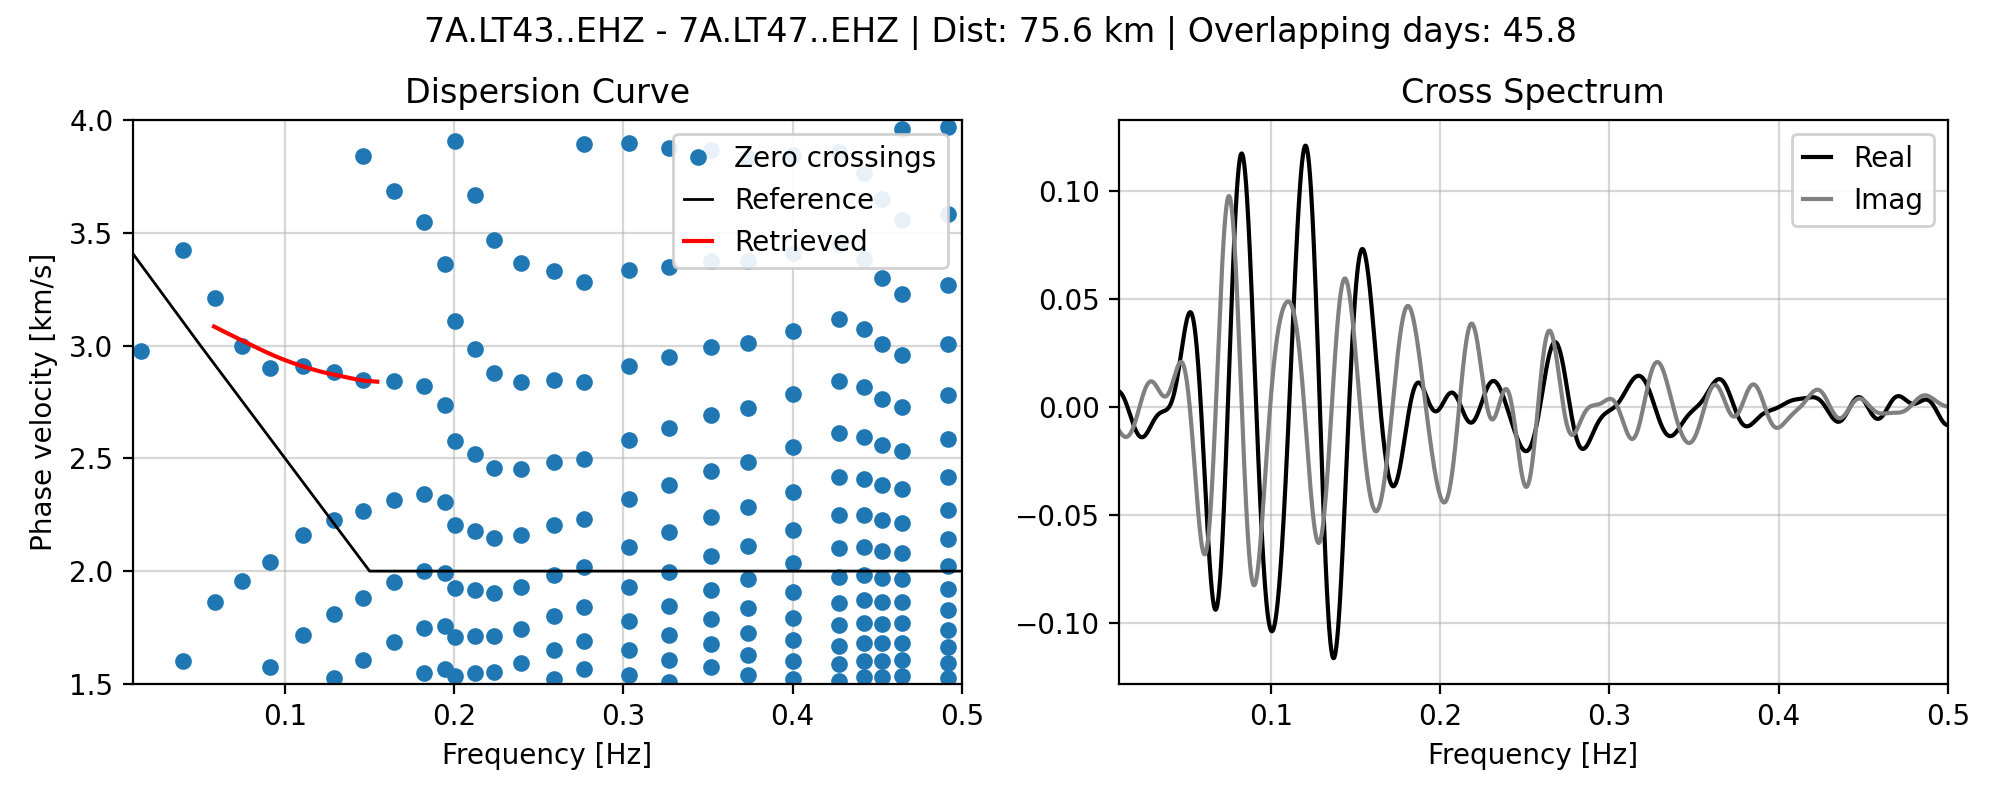 7A.LT43..EHZ - 7A.LT47..EHZ | Dist: 75.6 km | Overlapping days: 45.8
Dispersion Curve
4.0
3.5
3.0
2.5
2.0
1.5
Phase velocity [km/s]
0.1
0.2
0.3
0.4
0.5
Frequency [Hz]
Zero crossings
Reference
Retrieved
Cross Spectrum
0.10
0.05
0.00
−0.05
−0.10
0.1
0.2
0.3
0.4
0.5
Frequency [Hz]
Real
Imag